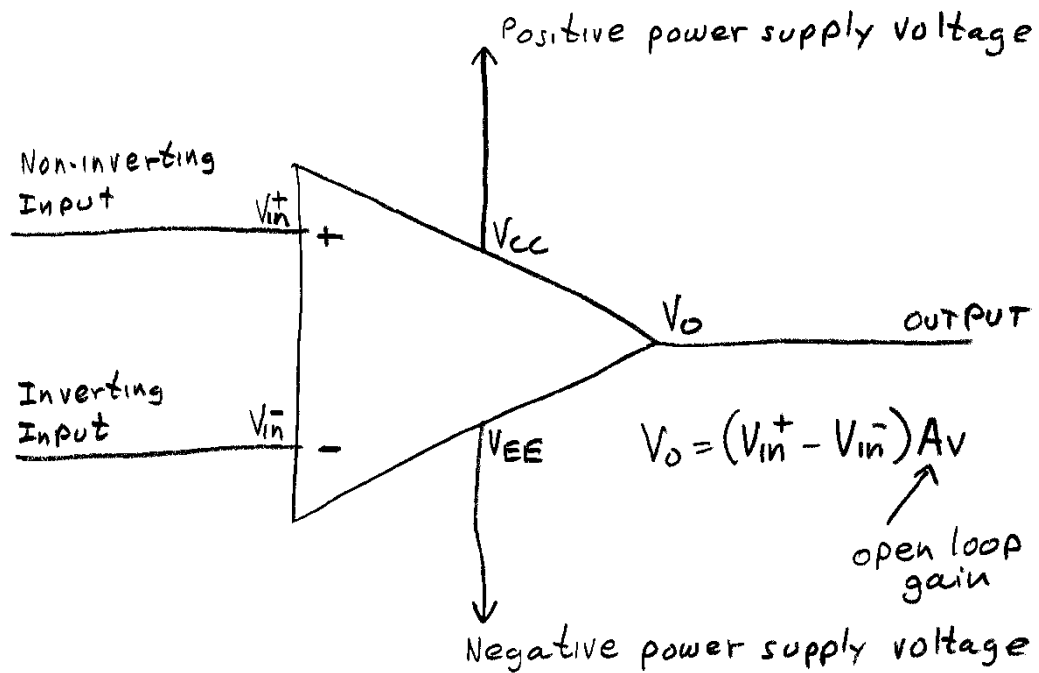 Positive power supply voltage
Non-inverting
Input
Vin+
+
VCC
VO
OUTPUT
Inverting
Input
Vin-
-
VEE
VO = (Vin+ - Vin-) AV
open loop
gain
Negative power supply voltage